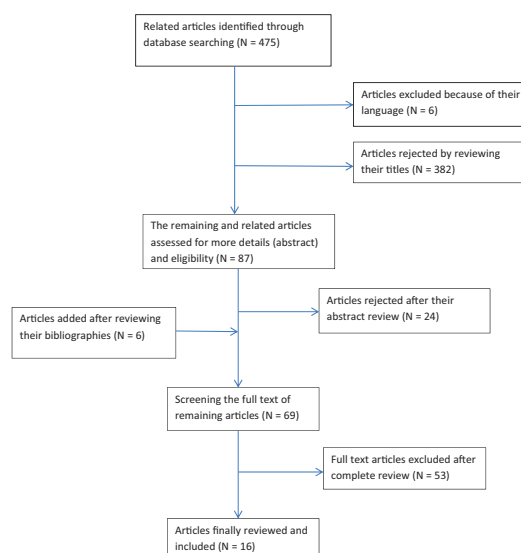 Related articles identified through
database searching (N = 475)
Articles excluded because of their
language (N = 6)
Articles rejected by reviewing
their titles (N = 382)
The remaining and related articles
assessed for more details (abstract)
and eligibility (N = 87)
Articles rejected after their
abstract review (N = 24)
Articles added after reviewing
their bibliographies (N = 6)
Screening the full text of
remaining articles (N = 69)
Full text articles excluded after
complete review (N = 53)
Articles finally reviewed and
included (N = 16)